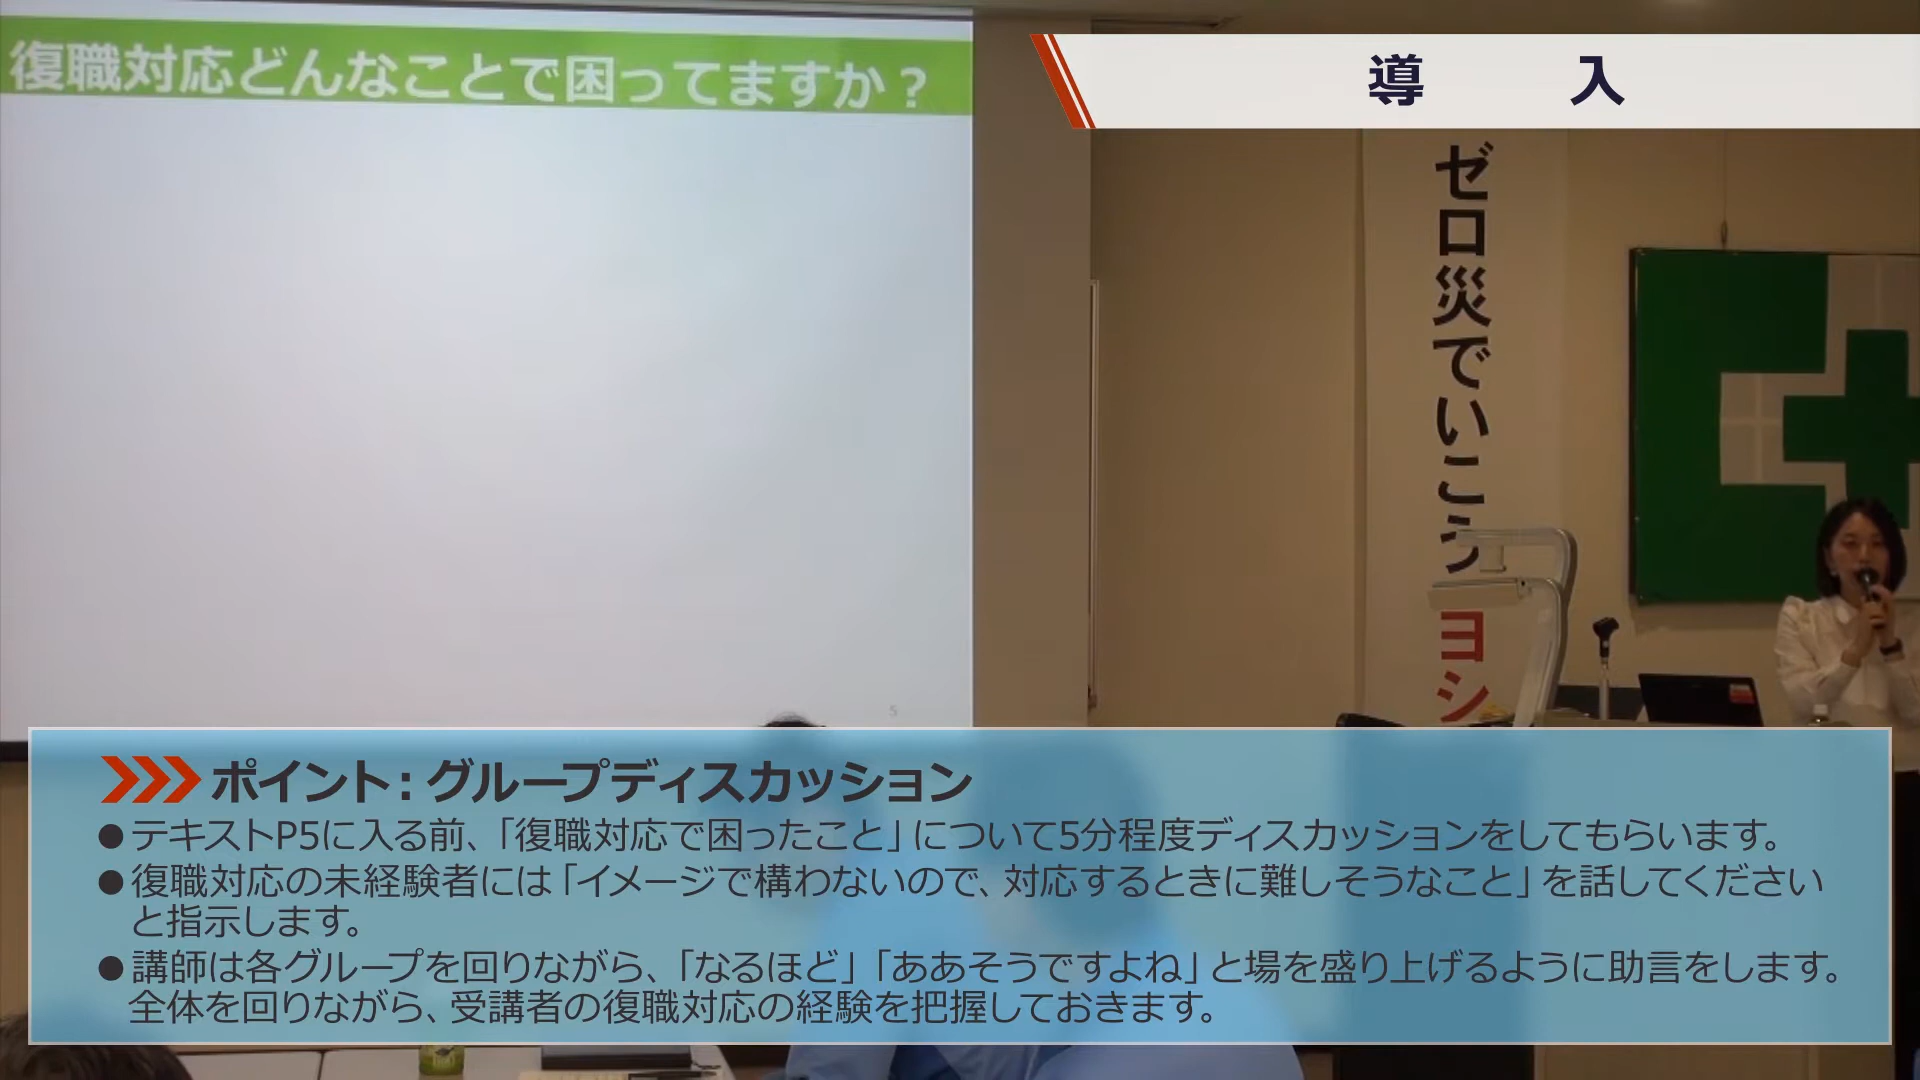 復職対応どんなことで困ってますか？
導入
ゼロ災でいこう ヨシ
5
ポイント：グループディスカッション
●テキストP5に入る前、「復職対応で困ったこと」について5分程度ディスカッションをしてもらいます。
●復職対応の未経験者には「イメージで構わないので、対応するときに難しそうなこと」を話してください
と指示します。
●講師は各グループを回りながら、「なるほど」「ああそうですよね」と場を盛り上げるように助言をします。
全体を回りながら、受講者の復職対応の経験を把握しておきます。